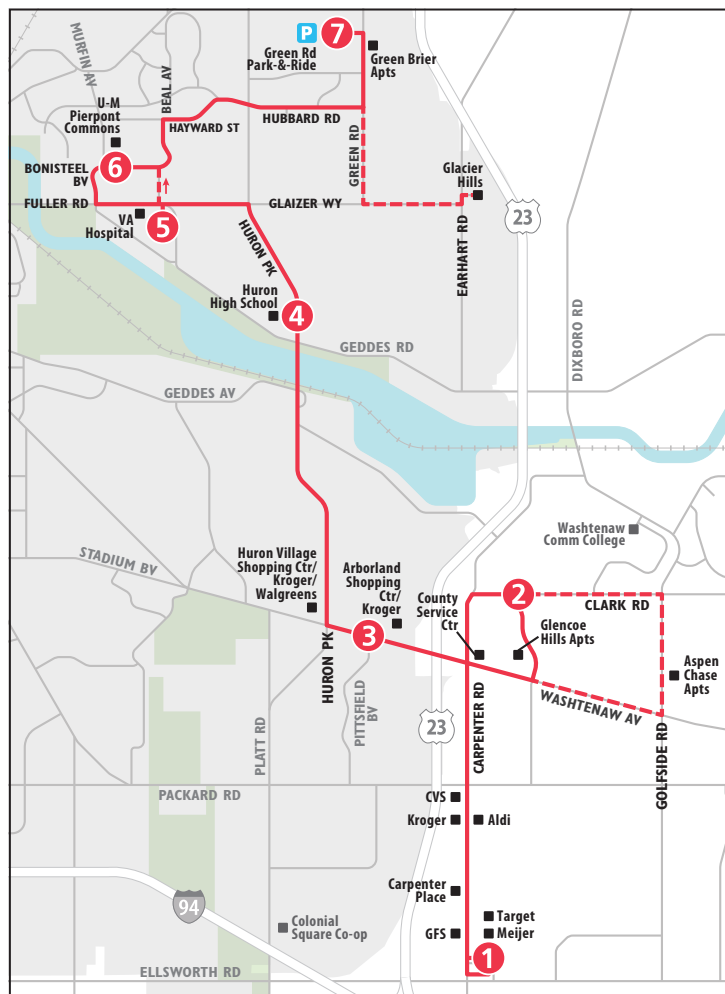 MURFIN AV
BEAL AV
P
7
Green Rd
Park-&-Ride
Green Brier
Apts
U-M
Pierpont
Commons
HAYWARD ST
HUBBARD RD
GREEN RD
BONISTEEL
BV
6
Glacier
Hills
FULLER RD
GLAIZER WY
VA
Hospital
5
23
EARHART RD
HURON PK
Huron
High School
4
DIXBORO RD
GEDDES RD
GEDDES AV
Washtenaw
Comm College
STADIUM BV
Huron Village
Shopping Ctr/
Kroger/
Walgreens
Arborland
Shopping
Ctr/
Kroger
County
Service
Ctr
2
CLARK RD
Glencoe
Hills Apts
3
HURON PK
PITTSFIELD
BV
PLATT RD
CARPENTER RD
WASHTENAW AV
Aspen
Chase
Apts
GOLFSIDE RD
23
PACKARD RD
CVS
Kroger
Aldi
Carpenter
Place
94
Colonial
Square Co-op
Target
GFS
Meijer
1
ELLSWORTH RD